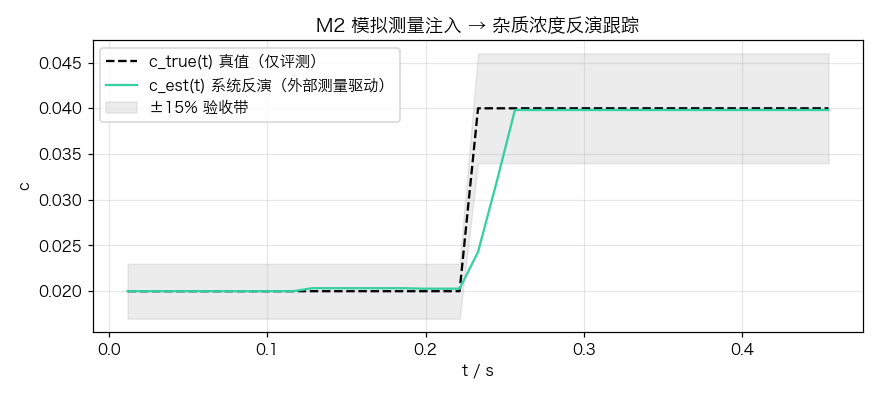 M2 模拟测量注入 → 杂质浓度反演跟踪
c_true(t) 真值（仅评测）
c_est(t) 系统反演（外部测量驱动）
±15% 验收带
0.045
0.040
0.035
0.030
0.025
0.020
c
0.0
0.1
0.2
0.3
0.4
t / s